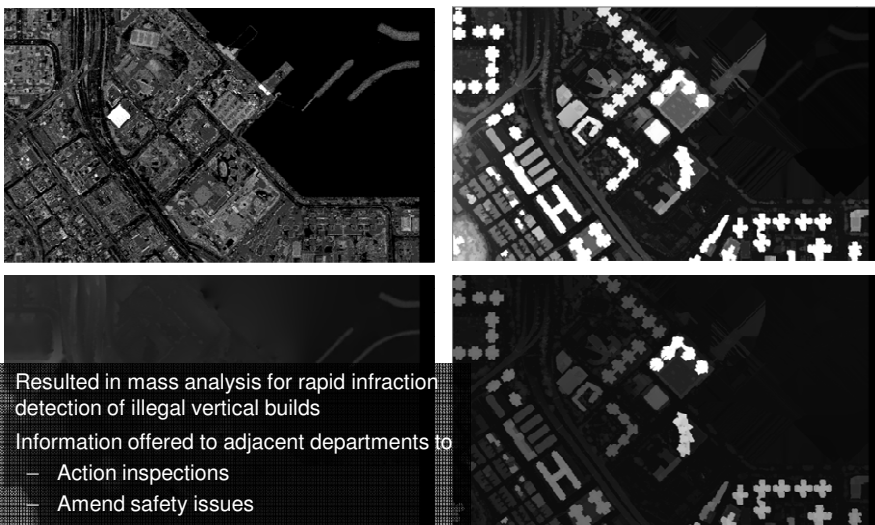 Resulted in mass analysis for rapid infraction
detection of illegal vertical builds
Information offered to adjacent departments to
– Action inspections
– Amend safety issues